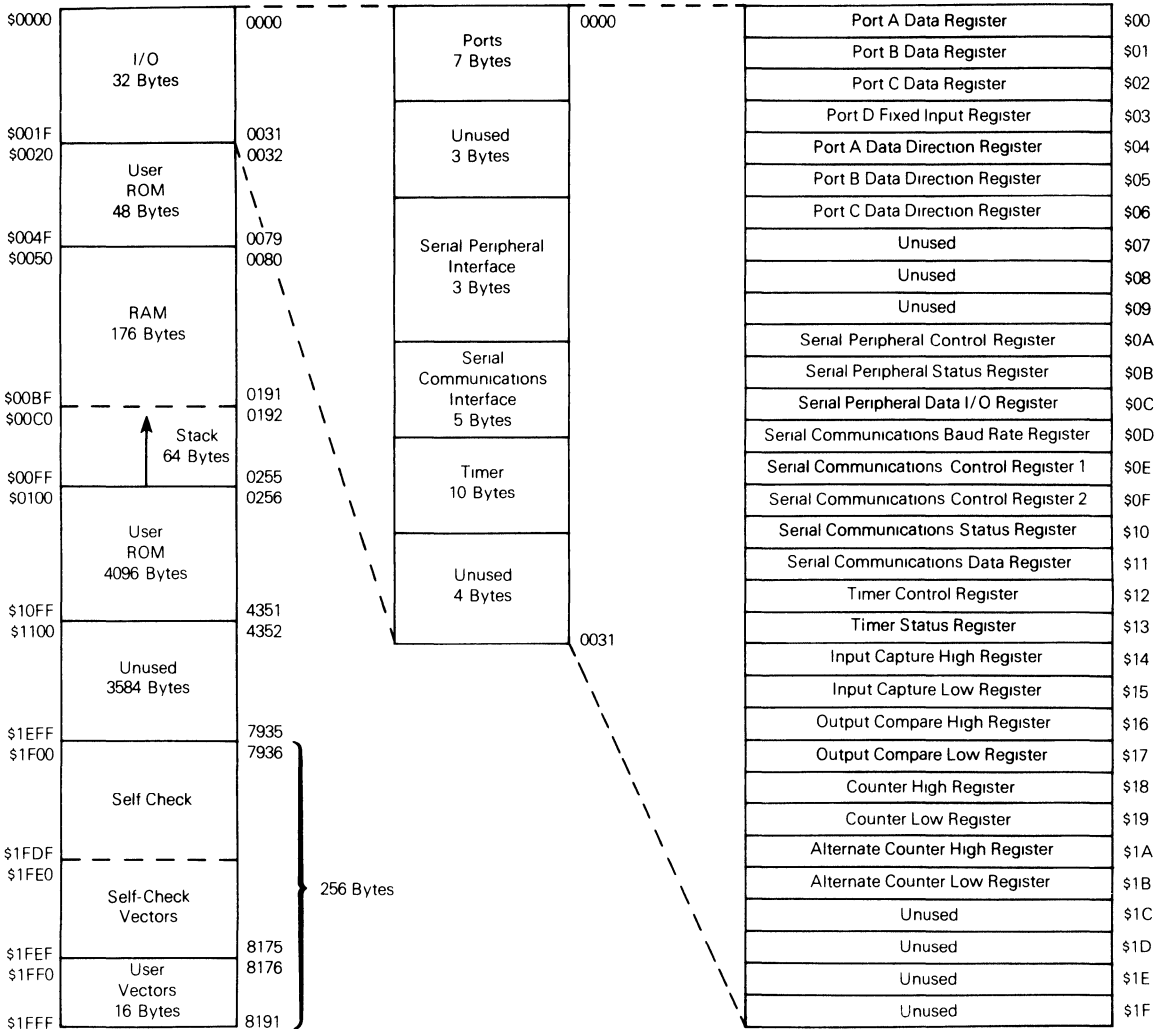 $0000
0000
I/O
32 Bytes
$001F
0031
$0020
0032
User
ROM
48 Bytes
$004F
0079
$0050
0080
RAM
176 Bytes
$00BF
0191
$00C0
0192
Stack
64 Bytes
$00FF
0255
$0100
0256
User
ROM
4096 Bytes
$10FF
4351
$1100
4352
Unused
3584 Bytes
$1EFF
7935
$1F00
7936
Self Check
$1FDF
$1FE0
Self-Check
Vectors
256 Bytes
$1FEF
8175
$1FF0
8176
User
Vectors
16 Bytes
$1FFF
8191
0000
Ports
7 Bytes
Unused
3 Bytes
Serial Peripheral
Interface
3 Bytes
Serial
Communications
Interface
5 Bytes
Timer
10 Bytes
Unused
4 Bytes
0031
Port A Data Register $00
Port B Data Register $01
Port C Data Register $02
Port D Fixed Input Register $03
Port A Data Direction Register $04
Port B Data Direction Register $05
Port C Data Direction Register $06
Unused $07
Unused $08
Unused $09
Serial Peripheral Control Register $0A
Serial Peripheral Status Register $0B
Serial Peripheral Data I/O Register $0C
Serial Communications Baud Rate Register $0D
Serial Communications Control Register 1 $0E
Serial Communications Control Register 2 $0F
Serial Communications Status Register $10
Serial Communications Data Register $11
Timer Control Register $12
Timer Status Register $13
Input Capture High Register $14
Input Capture Low Register $15
Output Compare High Register $16
Output Compare Low Register $17
Counter High Register $18
Counter Low Register $19
Alternate Counter High Register $1A
Alternate Counter Low Register $1B
Unused $1C
Unused $1D
Unused $1E
Unused $1F